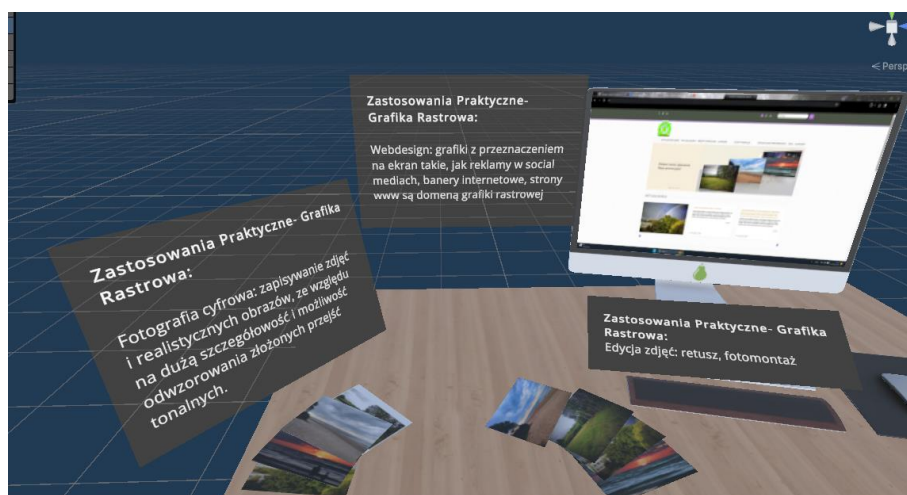 Zastosowania Praktyczne-
Grafika Rastrowa:
Webdesign: grafiki z przeznaczeniem
na ekran takie, jak reklamy w social
mediach, banery internetowe, strony
www są domeną grafiki rastrowej
Zastosowania Praktyczne- Grafika
Rastrowa:
Fotografia cyfrowa: zapisywanie zdjęć
i realistycznych obrazów, ze względu
na dużą szczegółowość i możliwość
odwzorowania złożonych przejść
tonalnych.
Zastosowania Praktyczne- Grafika
Rastrowa:
Edycja zdjęć: retusz, fotomontaż
< Persp